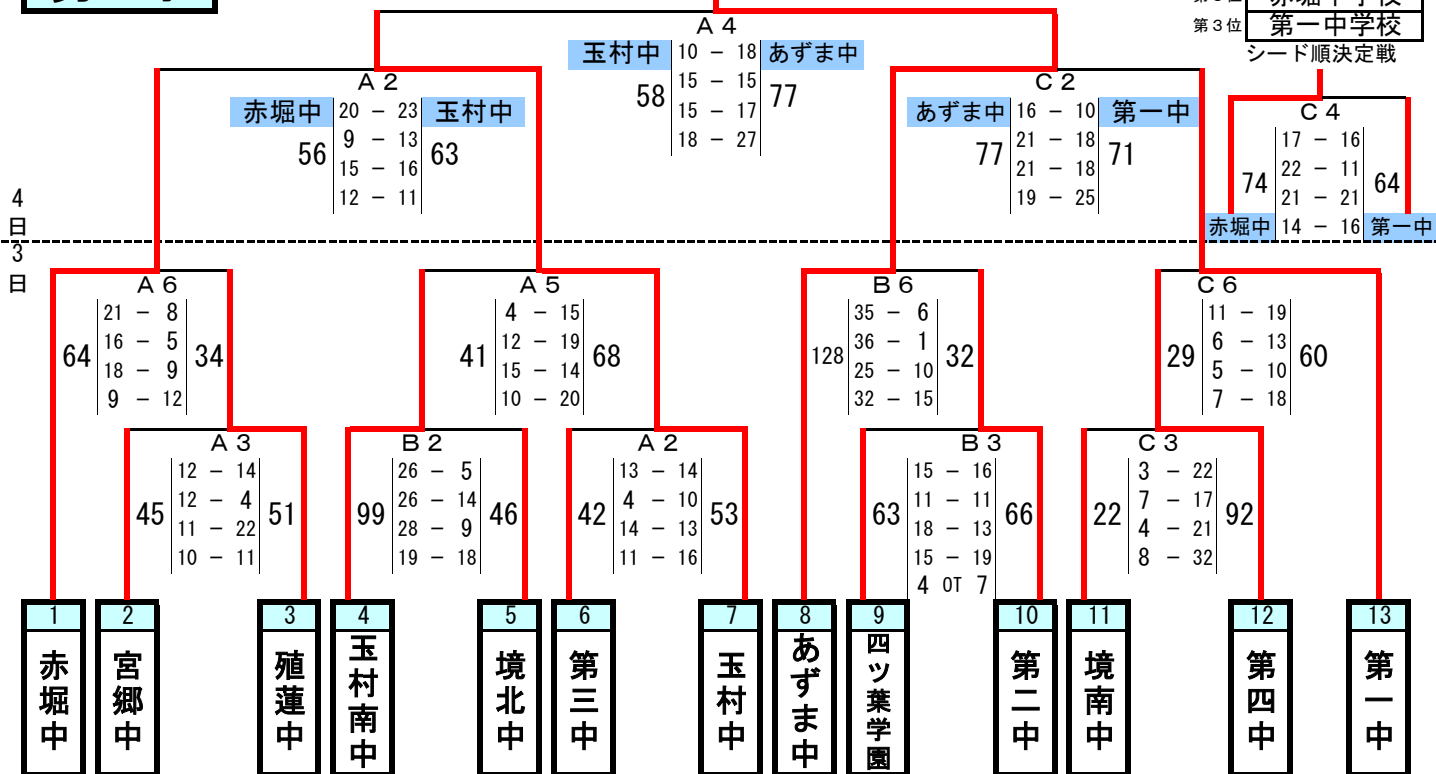 第3位 第一中学校
シード順決定戦
A4
玉村中 10 － 18 あずま中
15 － 15
58 77
15 － 17
18 － 27
A2
赤堀中 20 － 23 玉村中
9 － 13
56 63
15 － 16
12 － 11
C2
あずま中 16 － 10 第一中
21 － 18
77 71
21 － 18
19 － 25
C4
17 － 16
22 － 11
74 64
21 － 21
赤堀中 14 － 16 第一中
4日
3日
A6
21 － 8
16 － 5
64 34
18 － 9
9 － 12
A5
4 － 15
12 － 19
41 68
15 － 14
10 － 20
B6
35 － 6
36 － 1
128 32
25 － 10
32 － 15
C6
11 － 19
6 － 13
29 60
5 － 10
7 － 18
A3
12 － 14
12 － 4
45 51
11 － 22
10 － 11
B2
26 － 5
26 － 14
99 46
28 － 9
19 － 18
A2
13 － 14
4 － 10
42 53
14 － 13
11 － 16
B3
15 － 16
11 － 11
63 66
18 － 13
15 － 19
4 OT 7
C3
3 － 22
7 － 17
22 92
4 － 21
8 － 32
1 赤堀中
2 宮郷中
3 殖蓮中
4 玉村南中
5 境北中
6 第三中
7 玉村中
8 あずま中
9 四ツ葉学園
10 第二中
11 境南中
12 第四中
13 第一中